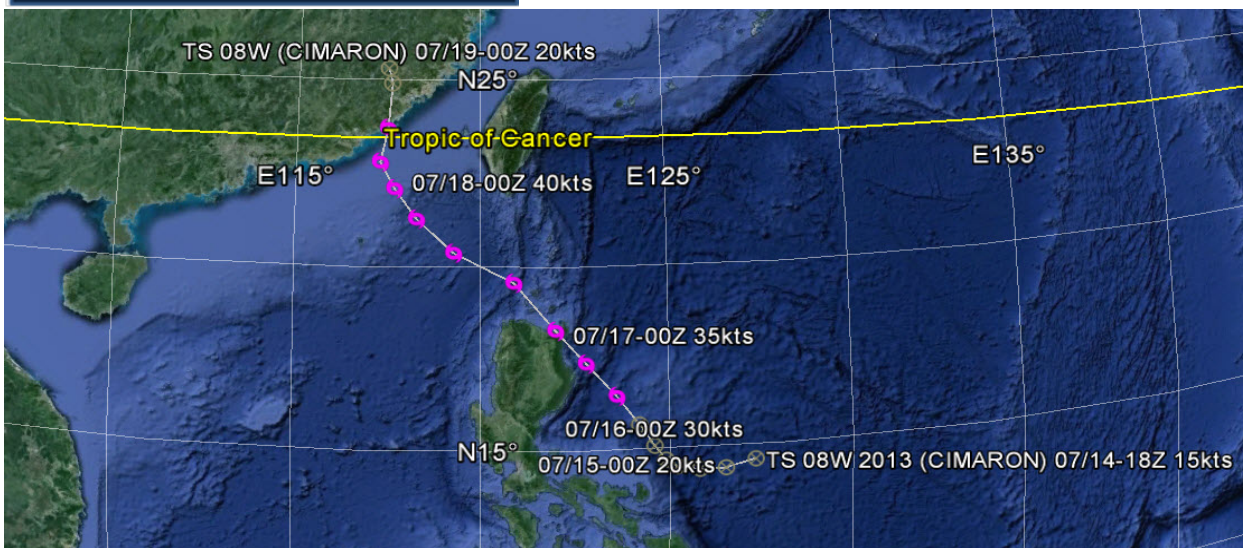 TS 08W (CIMARON) 07/19-00Z 20kts
N25°
Tropic of Cancer
E115°
07/18-00Z 40kts
E125°
E135°
07/17-00Z 35kts
07/16-00Z 30kts
N15°
07/15-00Z 20kts
TS 08W 2013 (CIMARON) 07/14-18Z 15kts